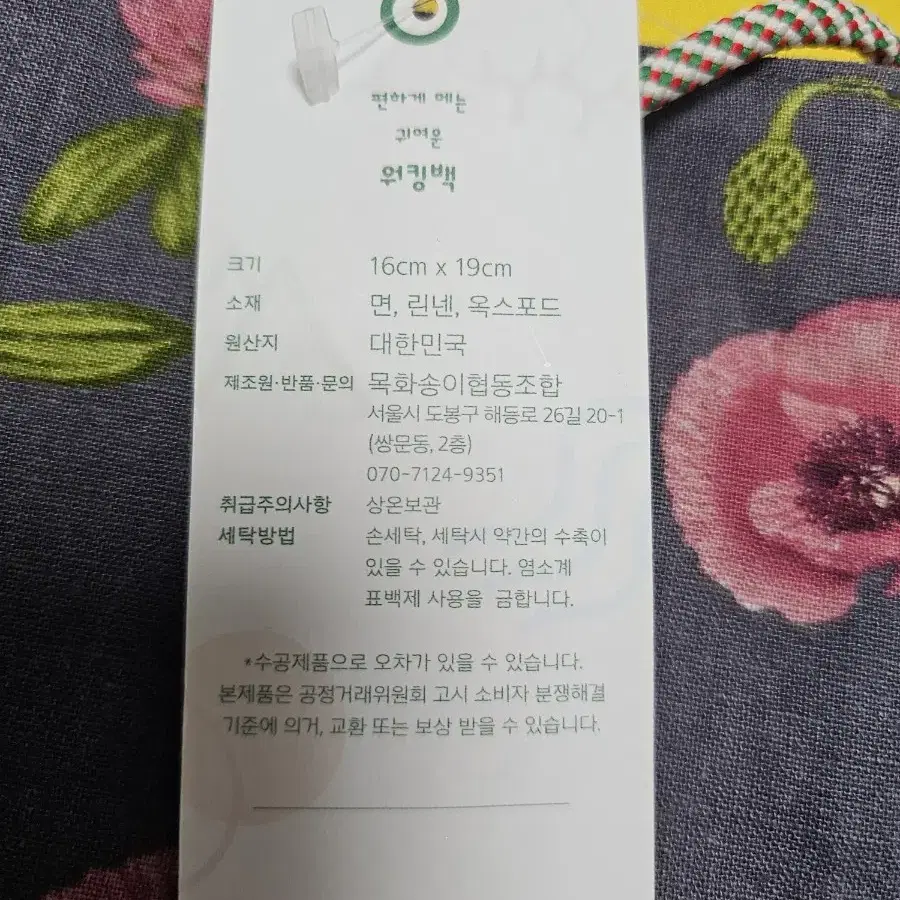 편하게 메는
귀여운
워킹백
크기 16cm x 19cm
소재 면, 린넨, 옥스포드
원산지 대한민국
제조원·반품·문의 목화송이협동조합
서울시 도봉구 해등로 26길 20-1
(쌍문동, 2층)
070-7124-9351
취급주의사항 상온보관
세탁방법 손세탁, 세탁시 약간의 수축이
있을 수 있습니다. 염소계
표백제 사용을 금합니다.
*수공제품으로 오차가 있을 수 있습니다.
본제품은 공정거래위원회 고시 소비자 분쟁해결
기준에 의거, 교환 또는 보상 받을 수 있습니다.